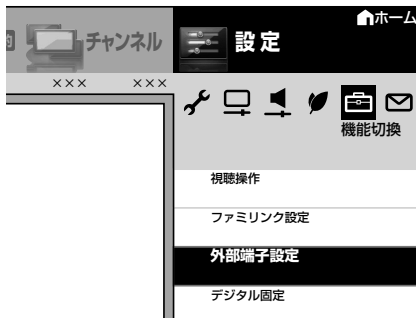 ホーム
チャンネル
設定
××× ×××
機能切換
視聴操作
ファミリンク設定
外部端子設定
デジタル固定